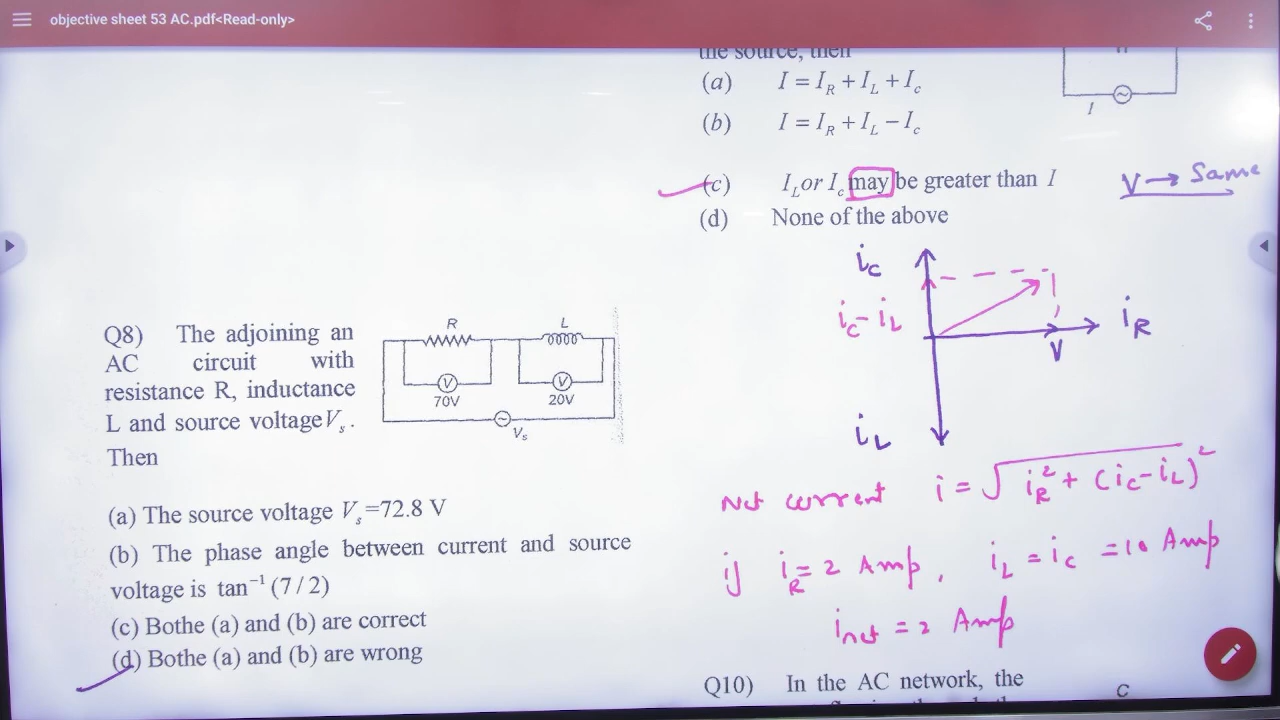 objective sheet 53 AC.pdf<Read-only>
Q8) The adjoining an
AC circuit with
resistance R, inductance
L and source voltage Vₛ.
Then
R
L
V
V
70V
20V
Vₛ
(a) The source voltage Vₛ=72.8 V
(b) The phase angle between current and source
voltage is tan⁻¹(7/2)
(c) Bothe (a) and (b) are correct
(d) Bothe (a) and (b) are wrong
the source, then
(a) I = I_R + I_L + I_c
(b) I = I_R + I_L − I_c
(c) I_L or I_c may be greater than I
(d) None of the above
I
V → Same
i_C
i_C − i_L
i_R
V
i_L
Net current i = √i_R² + (i_C − i_L)²
if i_R = 2 Amp, i_L = i_C = 10 Amp
i_net = 2 Amp
Q10) In the AC network, the
C